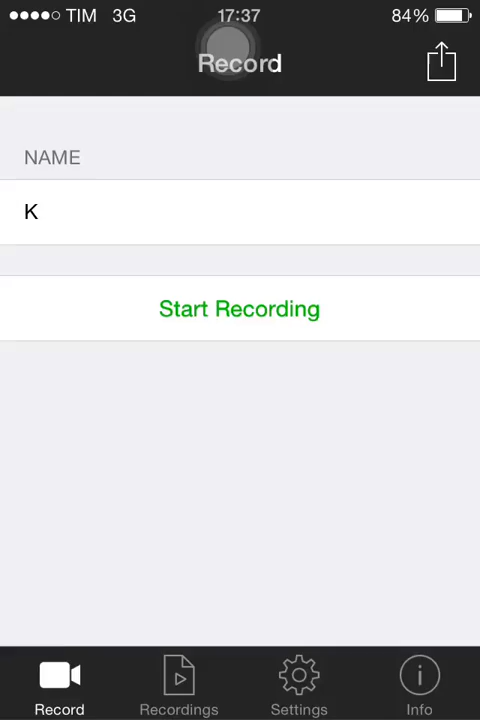 TIM 3G 17:37 84%
Record
NAME
K
Start Recording
Record Recordings Settings Info